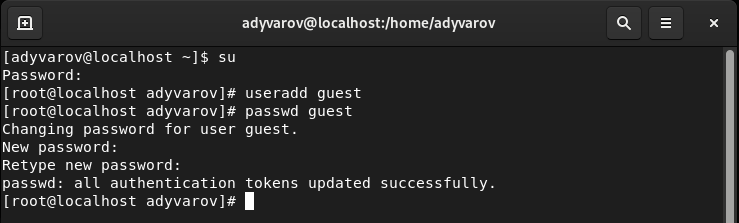 adyvarov@localhost:/home/adyvarov
[adyvarov@localhost ~]$ su
Password:
[root@localhost adyvarov]# useradd guest
[root@localhost adyvarov]# passwd guest
Changing password for user guest.
New password:
Retype new password:
passwd: all authentication tokens updated successfully.
[root@localhost adyvarov]#